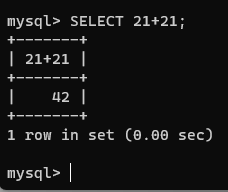 mysql> SELECT 21+21;
+-------+
| 21+21 |
+-------+
|    42 |
+-------+
1 row in set (0.00 sec)
mysql>